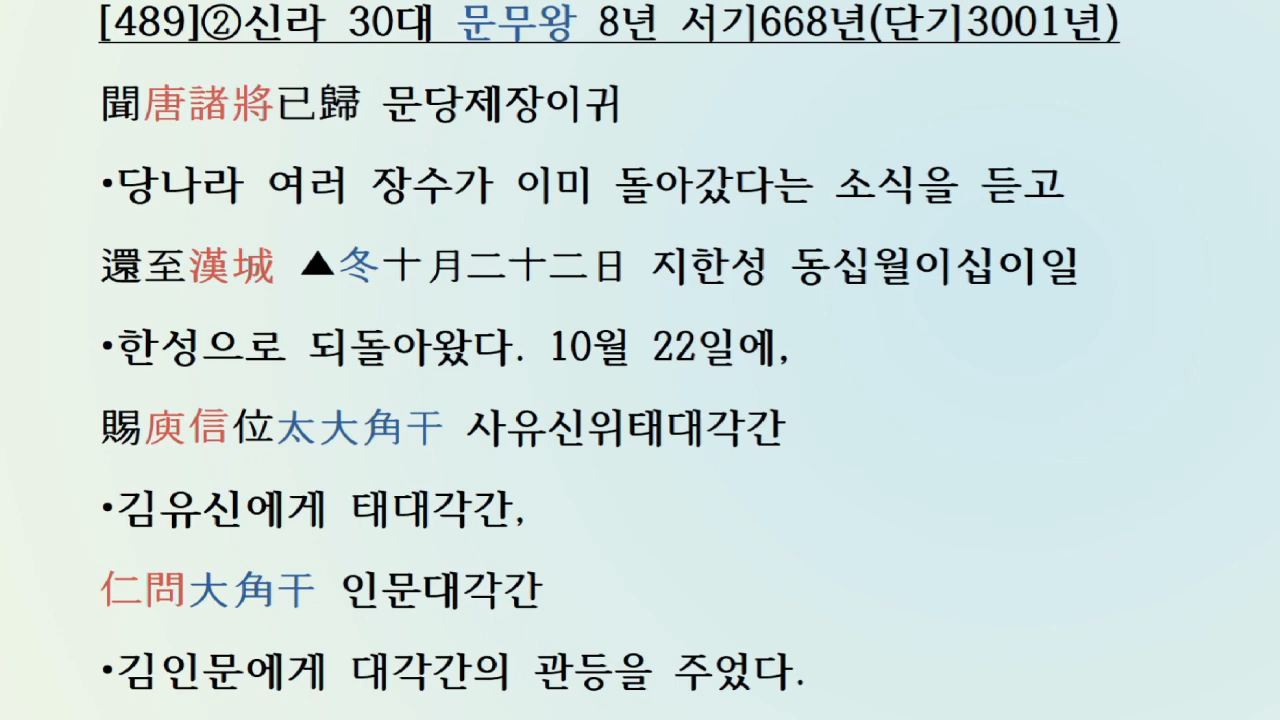 [489]②신라 30대 문무왕 8년 서기668년(단기3001년)
聞唐諸將已歸 문당제장이귀
•당나라 여러 장수가 이미 돌아갔다는 소식을 듣고
還至漢城 ▲冬十月二十二日 지한성 동십월이십이일
•한성으로 되돌아왔다. 10월 22일에,
賜庾信位太大角干 사유신위태대각간
•김유신에게 태대각간,
仁問大角干 인문대각간
•김인문에게 대각간의 관등을 주었다.